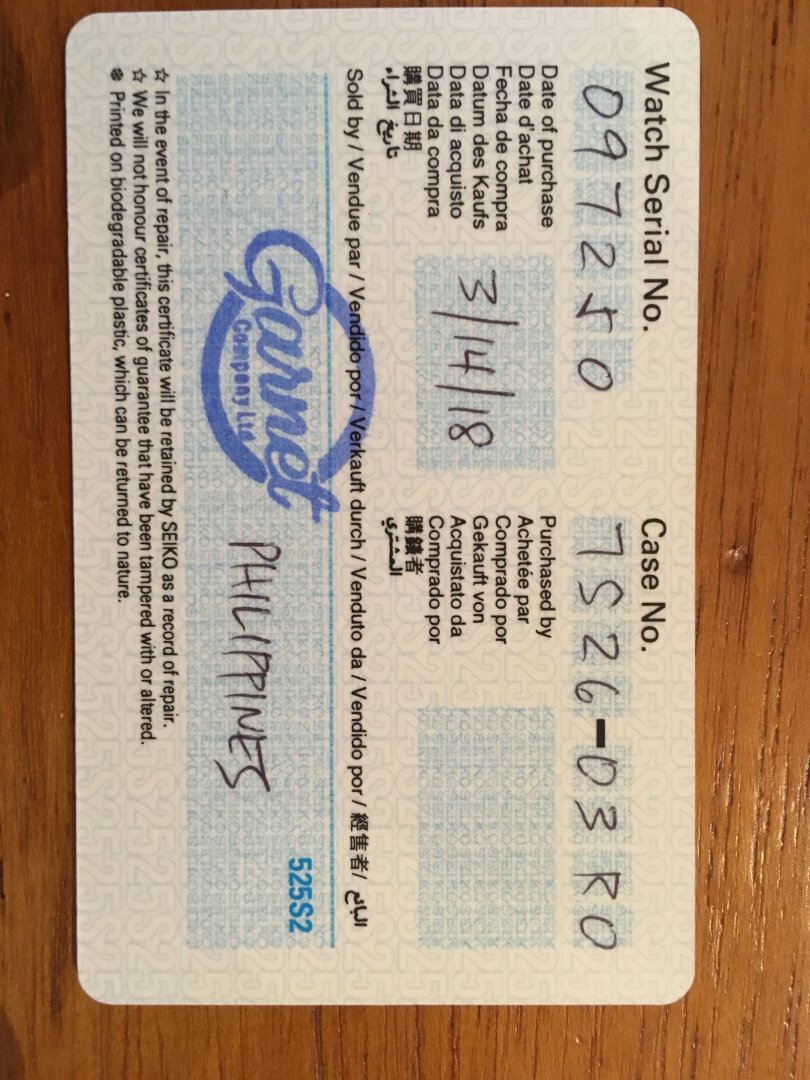 Watch Serial No.
097250
Case No.
7S26-03R0
Date of purchase
Date d'achat
Fecha de compra
Datum des Kaufs
Data di acquisto
Data da compra
購買日期
تاريخ الشراء
3/14/18
Purchased by
Achetée par
Comprado por
Gekauft von
Acquistato da
Comprado por
購錶者
المشتري
Sold by / Vendue par / Vendido por / Verkauft durch / Venduto da / Vendido por / 經售者/ البائع
Garnet
Company Ltd
PHILIPPINES
525S2
☆ In the event of repair, this certificate will be retained by SEIKO as a record of repair.
☆ We will not honour certificates of guarantee that have been tampered with or altered.
❄ Printed on biodegradable plastic, which can be returned to nature.